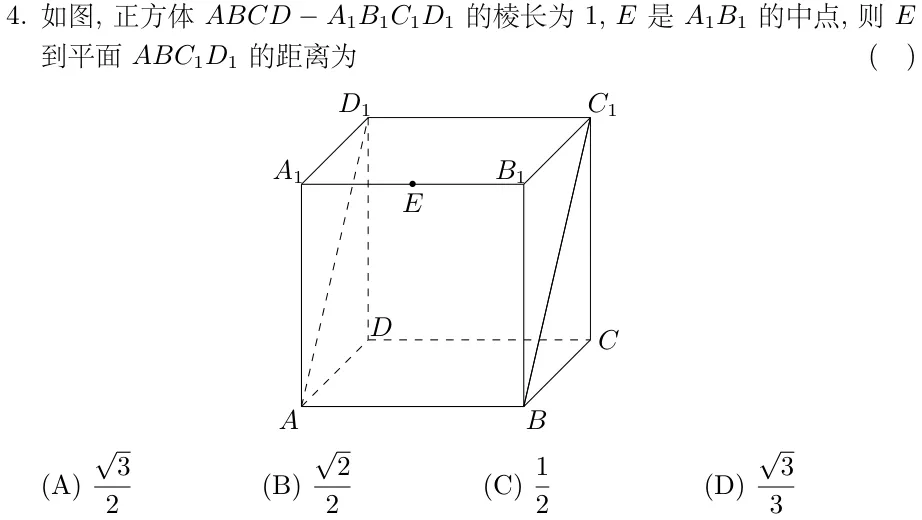 4. 如图, 正方体 ABCD − A₁B₁C₁D₁ 的棱长为 1, E 是 A₁B₁ 的中点, 则 E
到平面 ABC₁D₁ 的距离为 ( )
D₁ C₁
A₁ B₁
E
D
C
A B
(A) √3/2 (B) √2/2 (C) 1/2 (D) √3/3